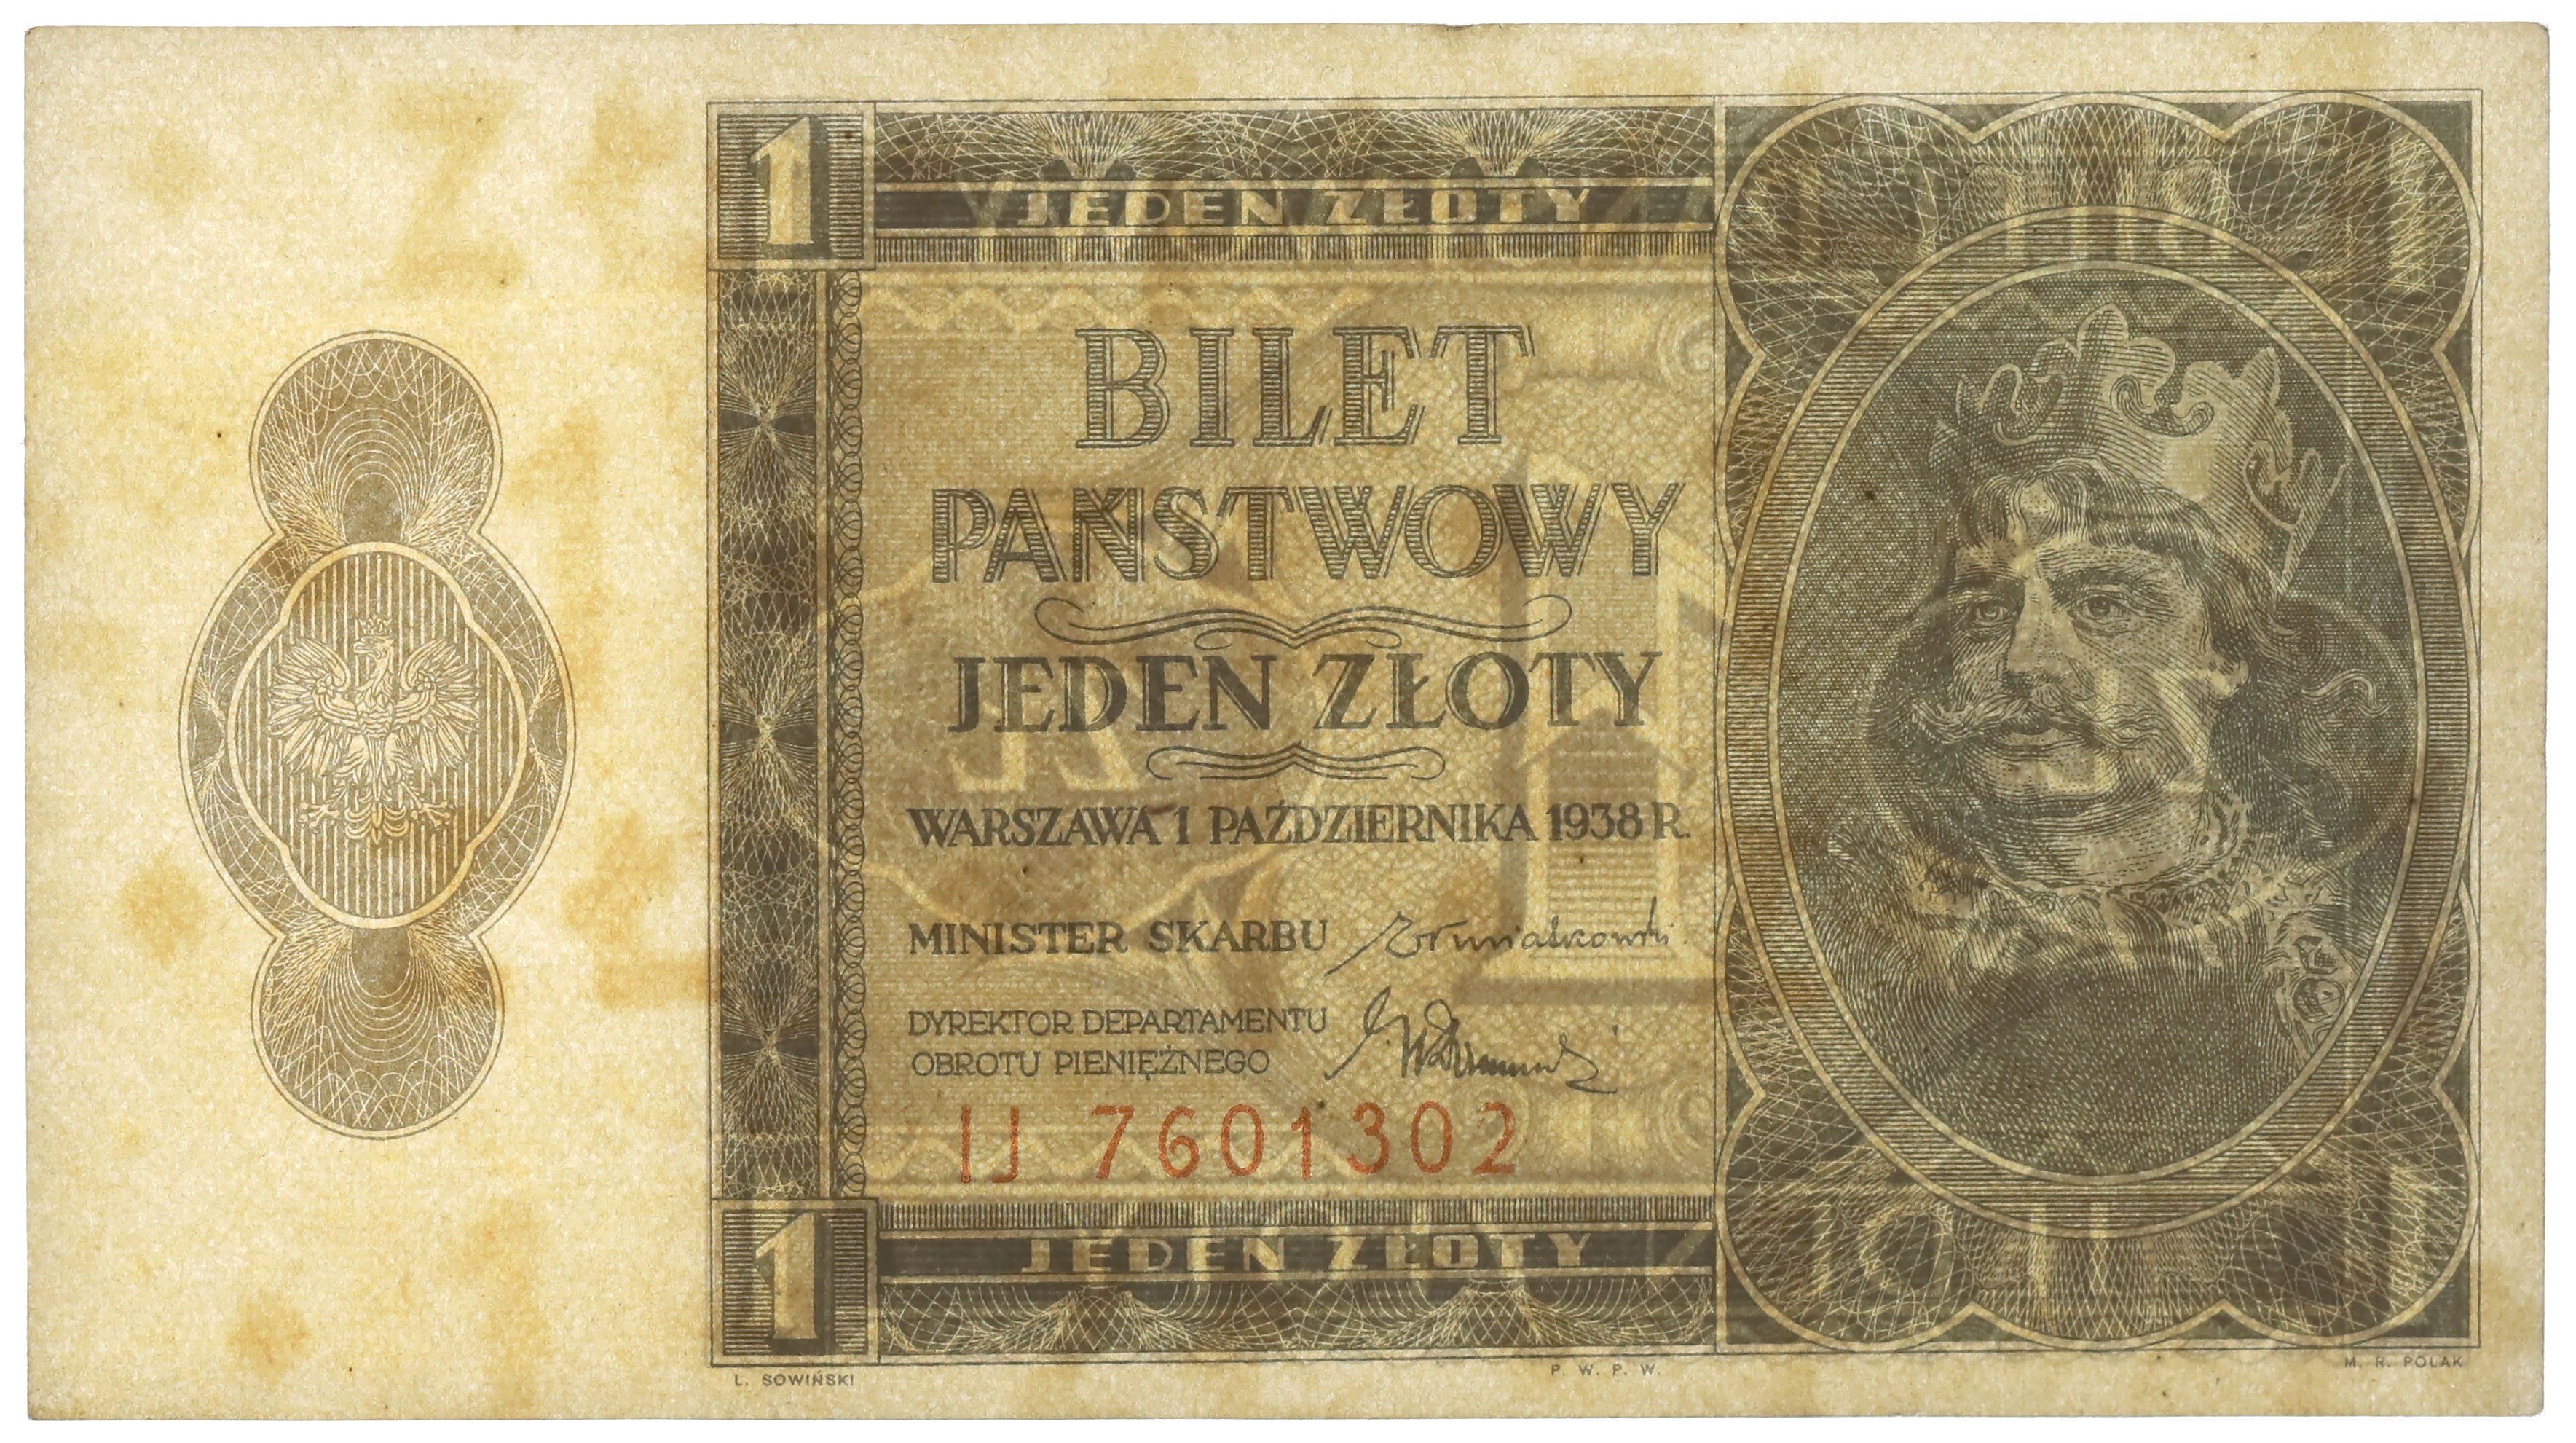 1 JEDEN ZŁOTY
BILET
PAŃSTWOWY
JEDEN ZŁOTY
WARSZAWA 1 PAŹDZIERNIKA 1938 R.
MINISTER SKARBU
DYREKTOR DEPARTAMENTU
OBROTU PIENIĘŻNEGO
IJ 7601302
1 JEDEN ZŁOTY
L. SOWIŃSKI P. W. P. W. M. R. POLAK